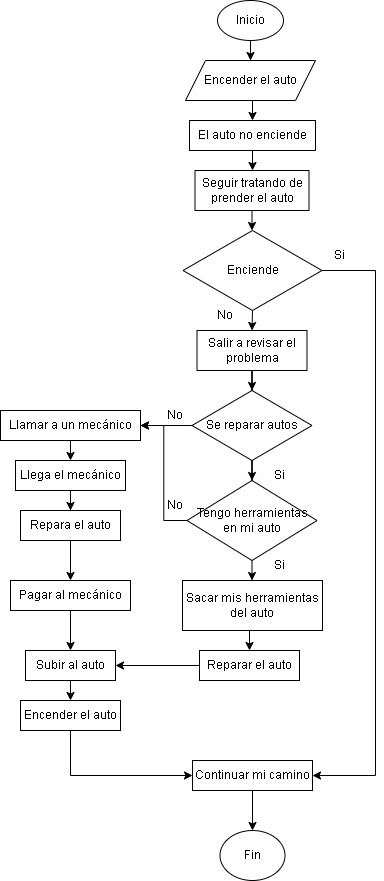 Inicio
Encender el auto
El auto no enciende
Seguir tratando de
prender el auto
Enciende
Si
No
Salir a revisar el
problema
Se reparar autos
No
Llamar a un mecánico
Si
Llega el mecánico
Tengo herramientas
en mi auto
No
Repara el auto
Si
Sacar mis herramientas
del auto
Pagar al mecánico
Reparar el auto
Subir al auto
Encender el auto
Continuar mi camino
Fin